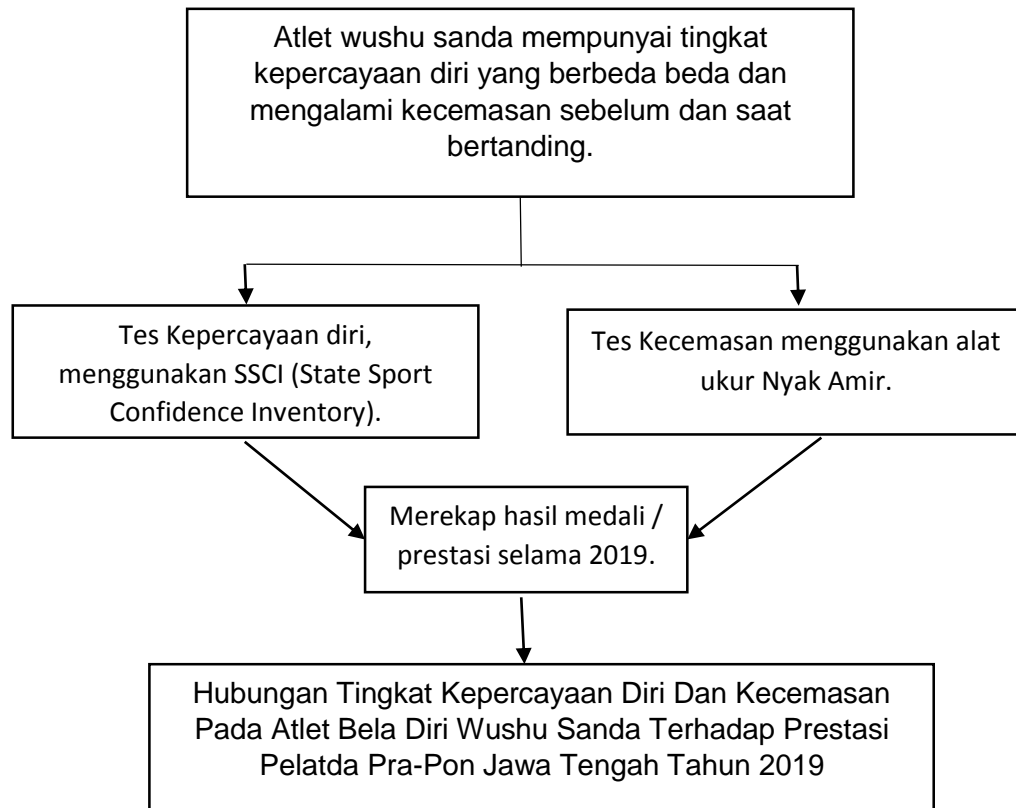 Atlet wushu sanda mempunyai tingkat
kepercayaan diri yang berbeda beda dan
mengalami kecemasan sebelum dan saat
bertanding.
Tes Kepercayaan diri,
menggunakan SSCI (State Sport
Confidence Inventory).
Tes Kecemasan menggunakan alat
ukur Nyak Amir.
Merekap hasil medali /
prestasi selama 2019.
Hubungan Tingkat Kepercayaan Diri Dan Kecemasan
Pada Atlet Bela Diri Wushu Sanda Terhadap Prestasi
Pelatda Pra-Pon Jawa Tengah Tahun 2019